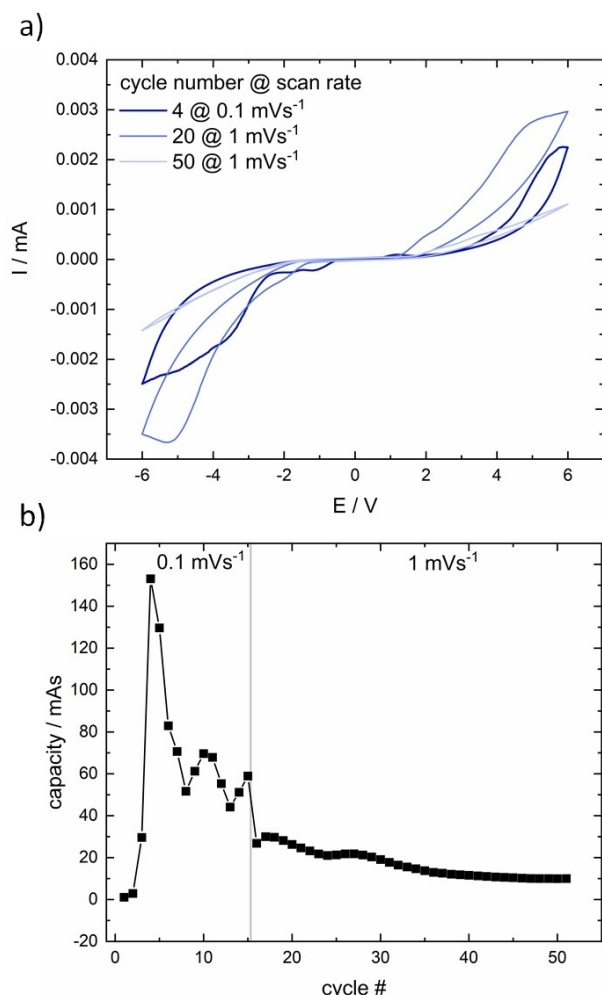 a)
0.004
0.003
0.002
0.001
0.000
-0.001
-0.002
-0.003
-0.004
I / mA
cycle number @ scan rate
4 @ 0.1 mVs⁻¹
20 @ 1 mVs⁻¹
50 @ 1 mVs⁻¹
-6 -4 -2 0 2 4 6
E / V
b)
160
140
120
100
80
60
40
20
0
-20
capacity / mAs
0.1 mVs⁻¹ 1 mVs⁻¹
0 10 20 30 40 50
cycle #